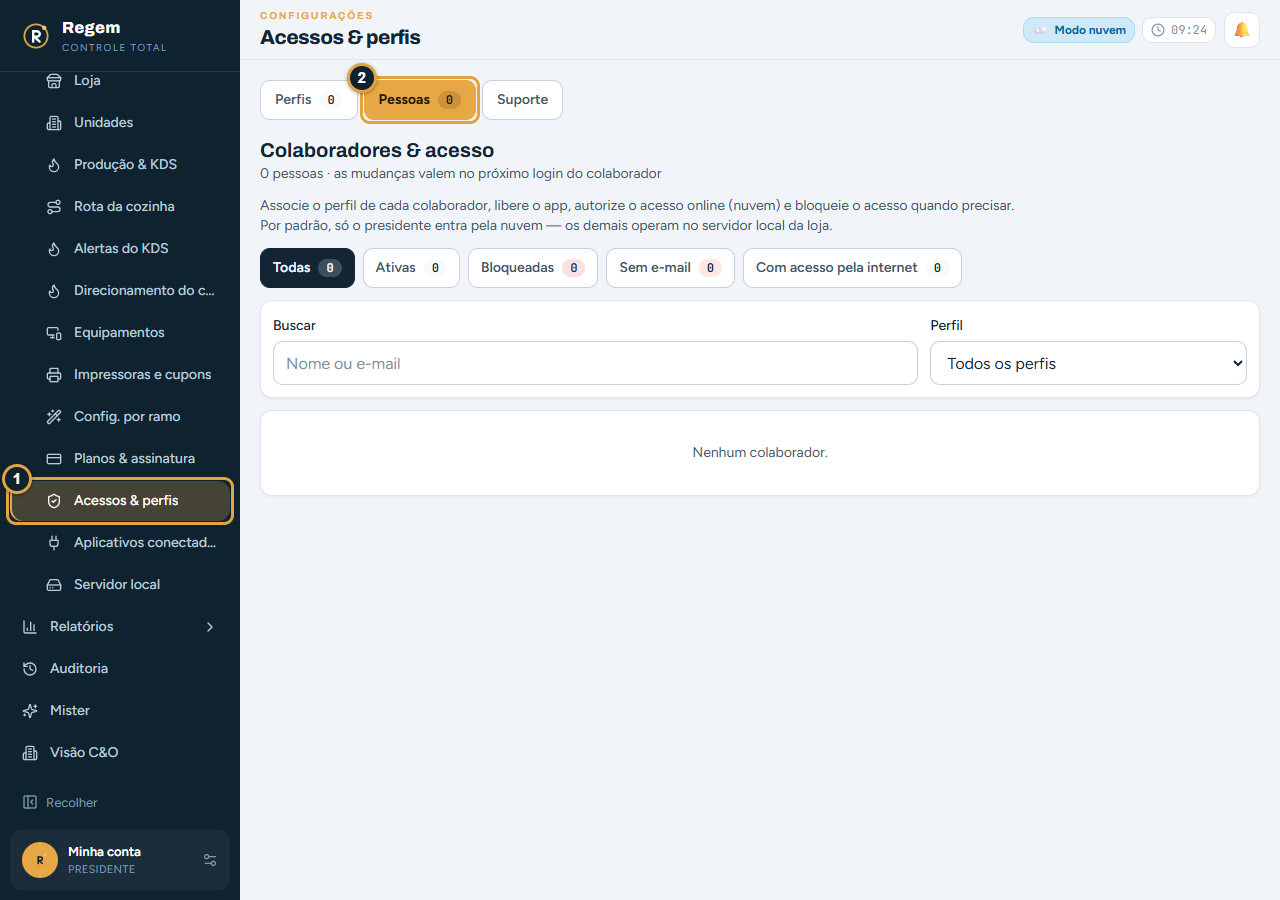 Regem
CONTROLE TOTAL
Loja
Unidades
Produção & KDS
Rota da cozinha
Alertas do KDS
Direcionamento do c...
Equipamentos
Impressoras e cupons
Config. por ramo
Planos & assinatura
1
Acessos & perfis
Aplicativos conectad...
Servidor local
Relatórios
Auditoria
Mister
Visão C&O
Recolher
R
Minha conta
PRESIDENTE
CONFIGURAÇÕES
Acessos & perfis
Modo nuvem
09:24
2
Perfis 0
Pessoas 0
Suporte
Colaboradores & acesso
0 pessoas · as mudanças valem no próximo login do colaborador
Associe o perfil de cada colaborador, libere o app, autorize o acesso online (nuvem) e bloqueie o acesso quando precisar.
Por padrão, só o presidente entra pela nuvem — os demais operam no servidor local da loja.
Todas 0
Ativas 0
Bloqueadas 0
Sem e-mail 0
Com acesso pela internet 0
Buscar
Perfil
Nome ou e-mail
Todos os perfis
Nenhum colaborador.